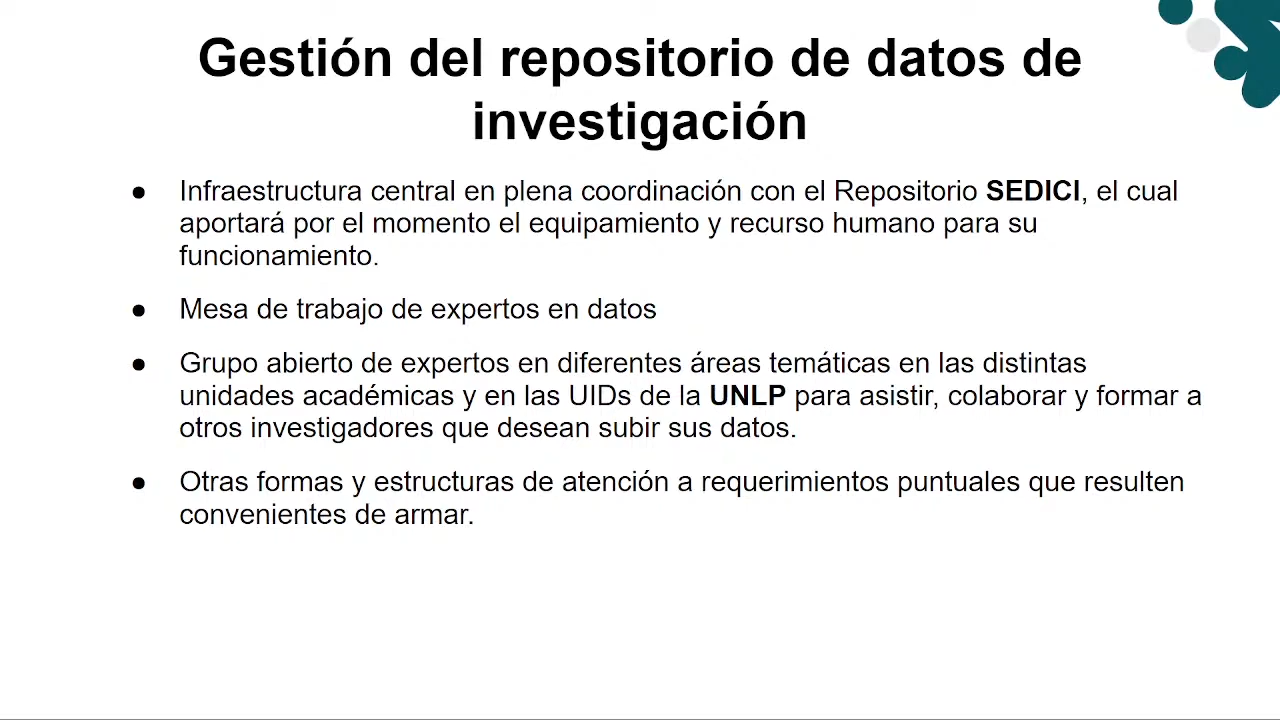 Gestión del repositorio de datos de
investigación
● Infraestructura central en plena coordinación con el Repositorio SEDICI, el cual
aportará por el momento el equipamiento y recurso humano para su
funcionamiento.
● Mesa de trabajo de expertos en datos
● Grupo abierto de expertos en diferentes áreas temáticas en las distintas
unidades académicas y en las UIDs de la UNLP para asistir, colaborar y formar a
otros investigadores que desean subir sus datos.
● Otras formas y estructuras de atención a requerimientos puntuales que resulten
convenientes de armar.